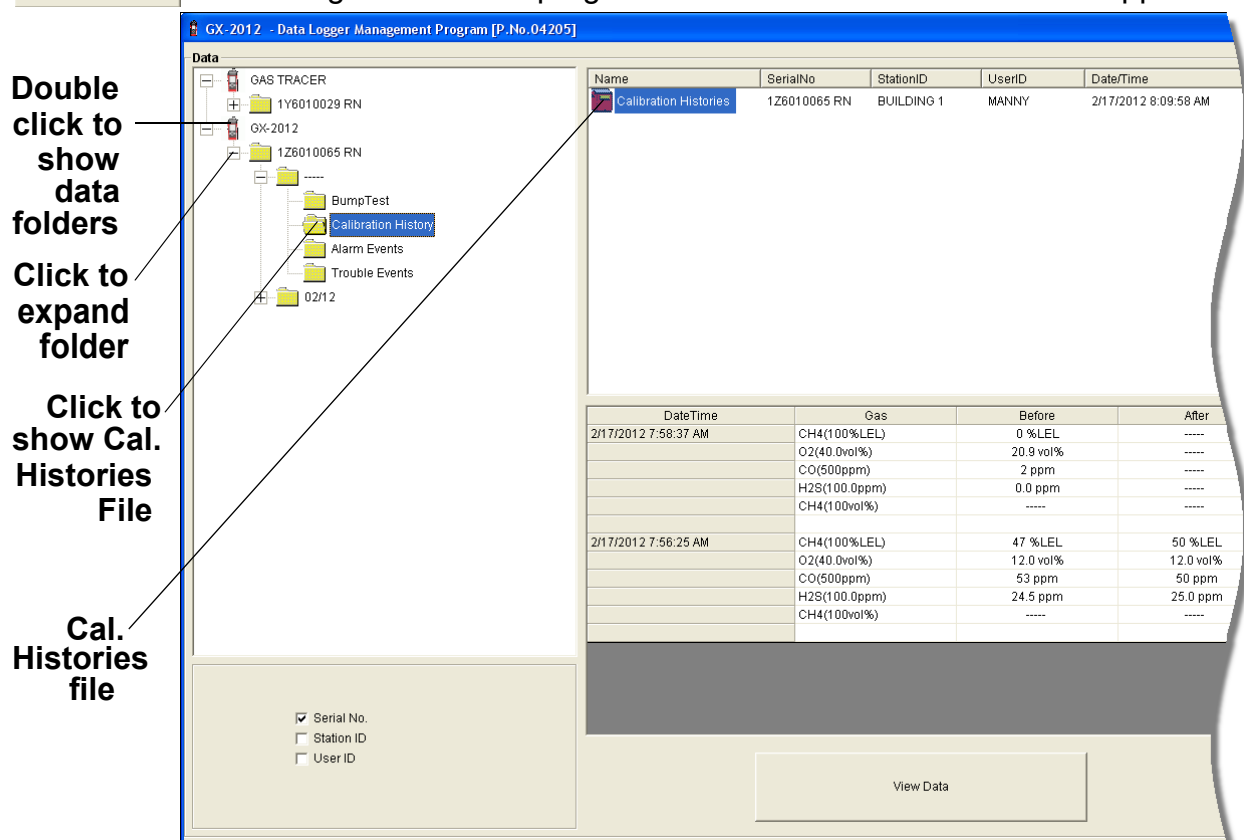 GX-2012 - Data Logger Management Program [P.No.04205]
Data
GAS TRACER
1Y6010029 RN
GX-2012
1Z6010065 RN
-----
BumpTest
Calibration History
Alarm Events
Trouble Events
02/12
Double
click to
show
data
folders
Click to
expand
folder
Click to
show Cal.
Histories
File
Cal.
Histories
file
Name SerialNo StationID UserID Date/Time
Calibration Histories 1Z6010065 RN BUILDING 1 MANNY 2/17/2012 8:09:58 AM
DateTime Gas Before After
2/17/2012 7:58:37 AM CH4(100%LEL) 0 %LEL -----
O2(40.0vol%) 20.9 vol% -----
CO(500ppm) 2 ppm -----
H2S(100.0ppm) 0.0 ppm -----
CH4(100vol%) ----- -----
2/17/2012 7:56:25 AM CH4(100%LEL) 47 %LEL 50 %LEL
O2(40.0vol%) 12.0 vol% 12.0 vol%
CO(500ppm) 53 ppm 50 ppm
H2S(100.0ppm) 24.5 ppm 25.0 ppm
CH4(100vol%) ----- -----
Serial No.
Station ID
User ID
View Data